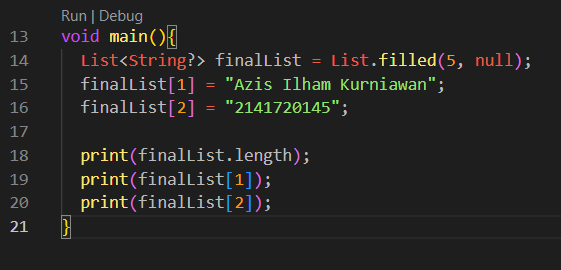 Run | Debug
13 void main(){
14 List<String?> finalList = List.filled(5, null);
15 finalList[1] = "Azis Ilham Kurniawan";
16 finalList[2] = "2141720145";
17
18 print(finalList.length);
19 print(finalList[1]);
20 print(finalList[2]);
21 }